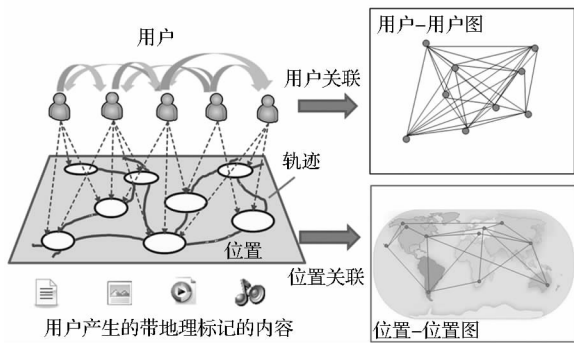 用户
用户关联
用户-用户图
轨迹
位置
位置关联
用户产生的带地理标记的内容
位置-位置图